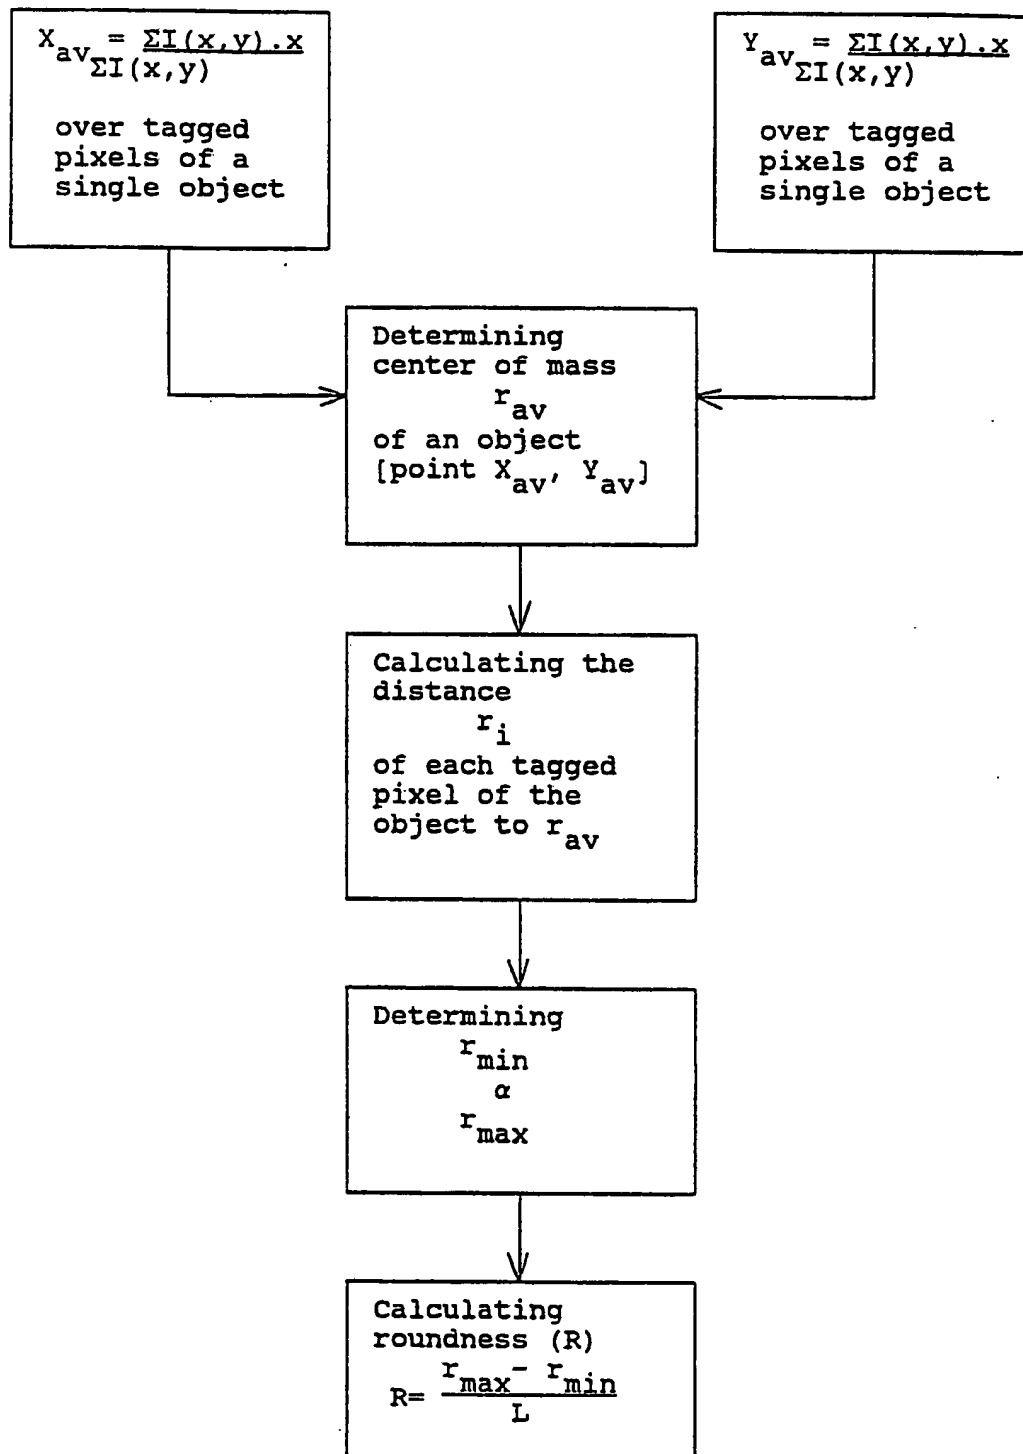 X_av = ΣI(x,y).x
ΣI(x,y)
over tagged
pixels of a
single object
Y_av = ΣI(x,y).x
ΣI(x,y)
over tagged
pixels of a
single object
Determining
center of mass
r_av
of an object
[point X_av, Y_av]
Calculating the
distance
r_i
of each tagged
pixel of the
object to r_av
Determining
r_min
α
r_max
Calculating
roundness (R)
R= r_max - r_min
L